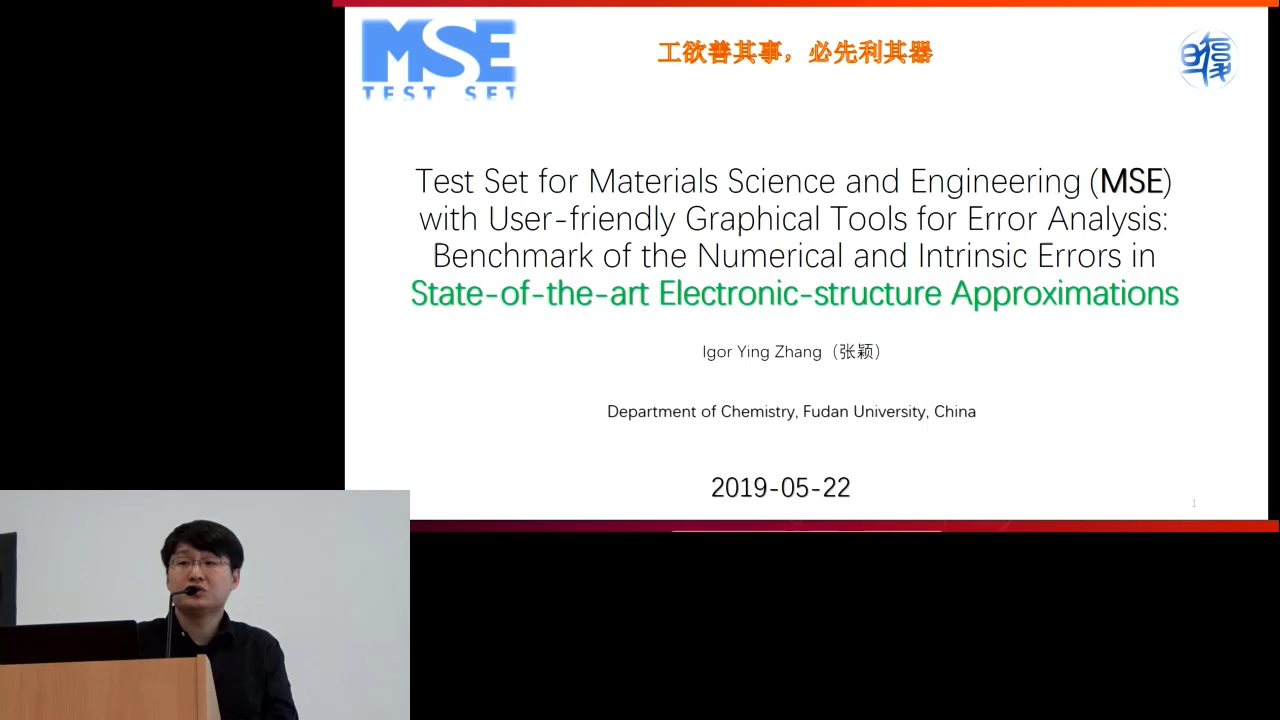 MSE
TEST SET
工欲善其事，必先利其器
Test Set for Materials Science and Engineering (MSE)
with User-friendly Graphical Tools for Error Analysis:
Benchmark of the Numerical and Intrinsic Errors in
State-of-the-art Electronic-structure Approximations
Igor Ying Zhang（张颖）
Department of Chemistry, Fudan University, China
2019-05-22
1